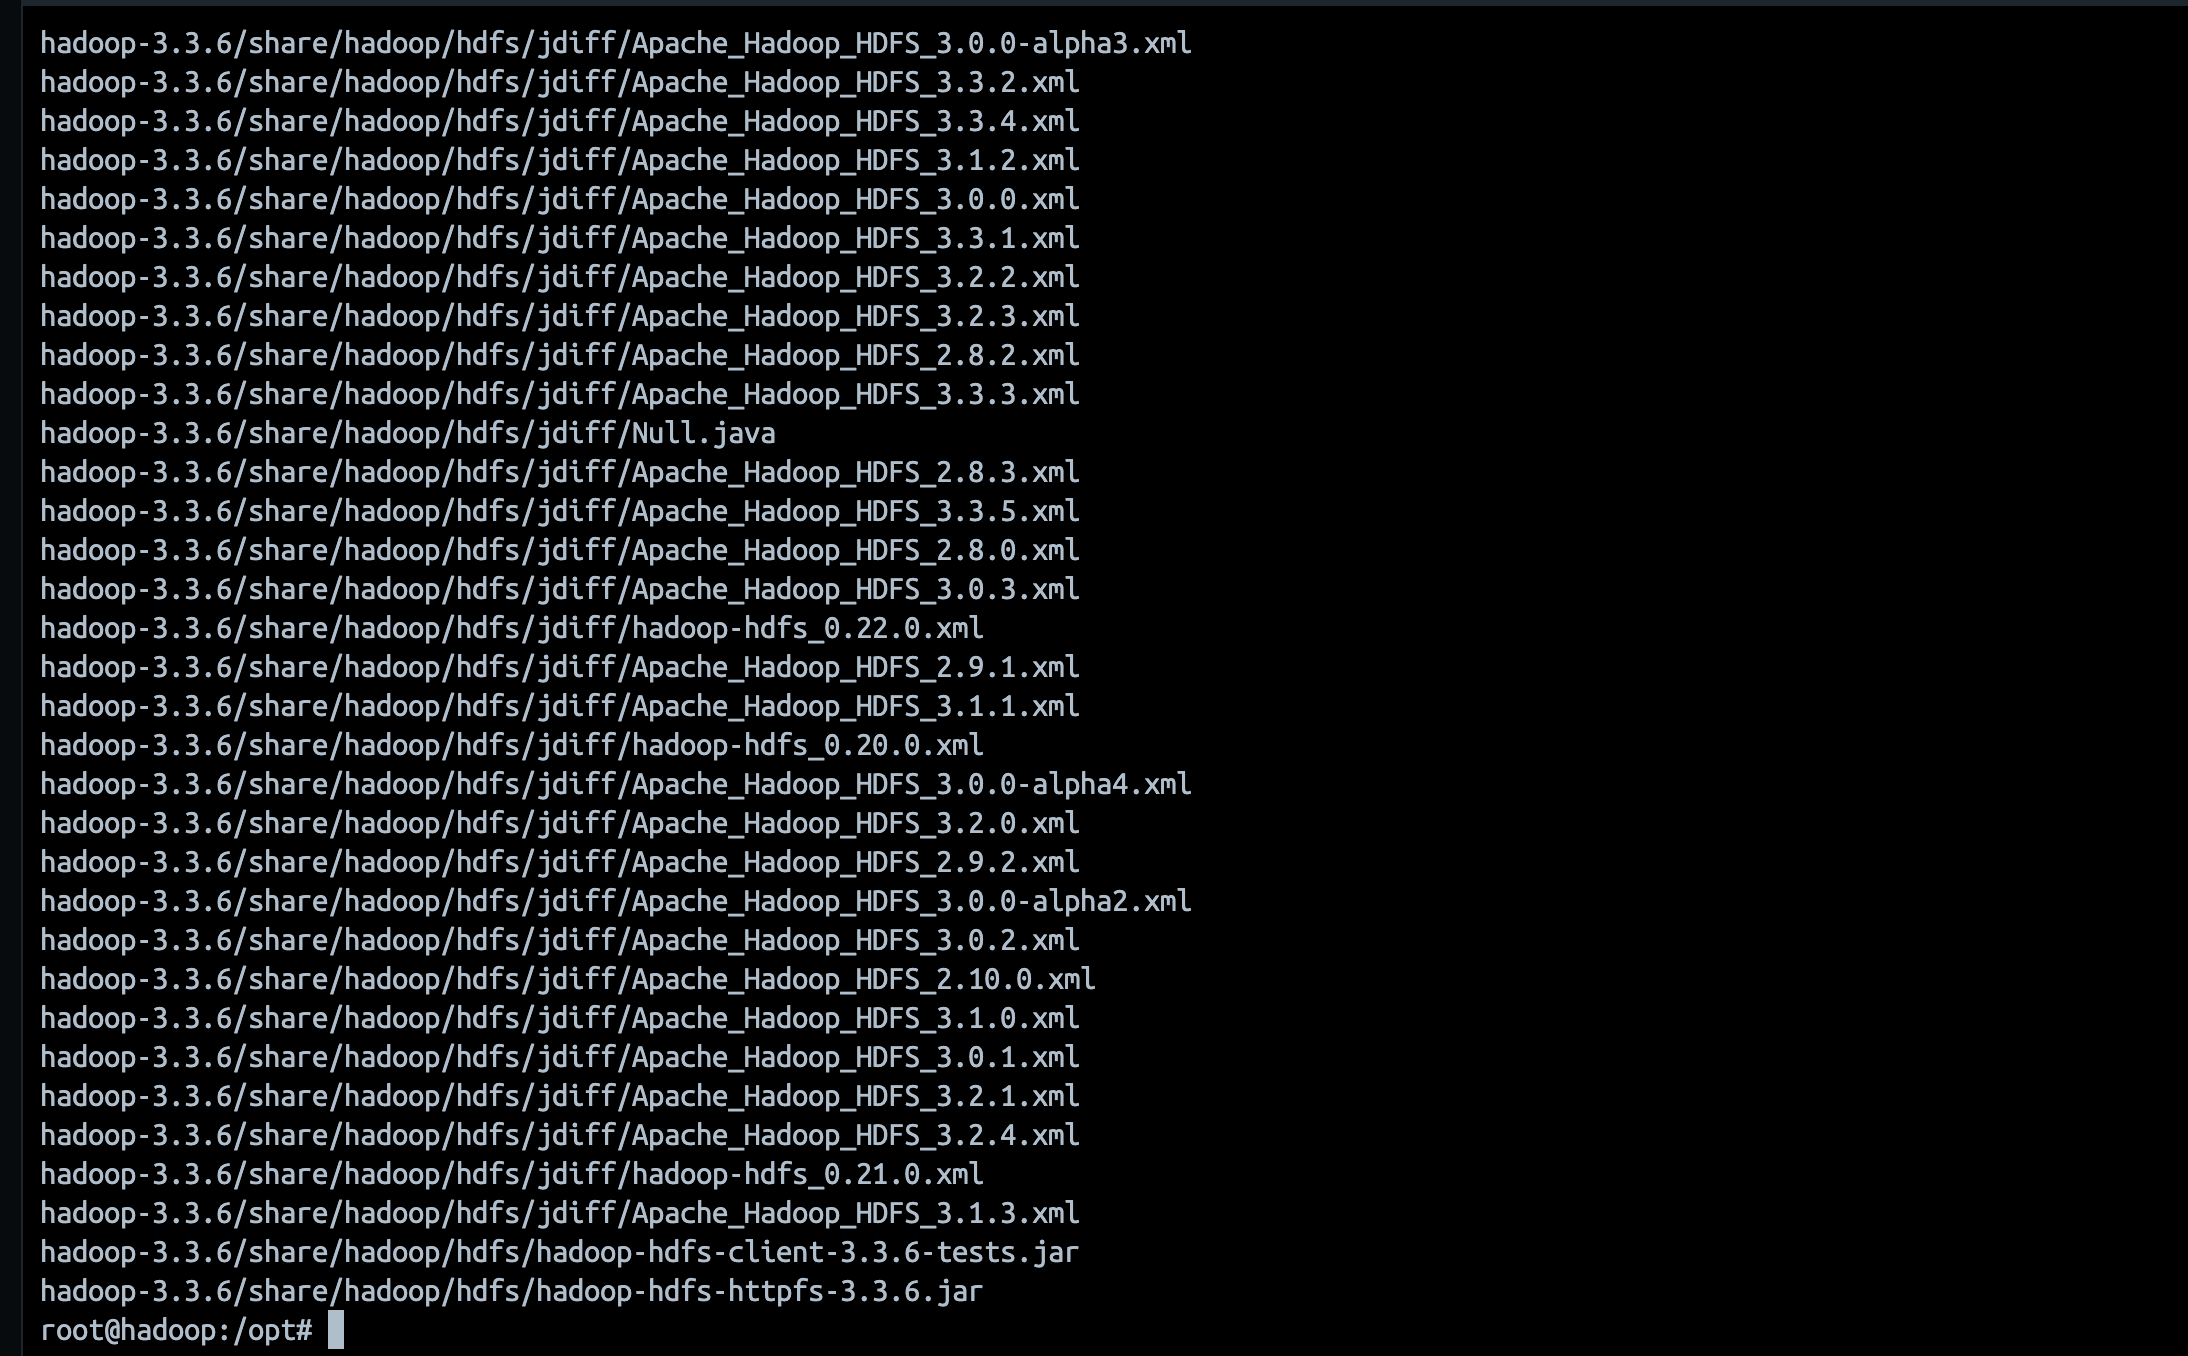 hadoop-3.3.6/share/hadoop/hdfs/jdiff/Apache_Hadoop_HDFS_3.0.0-alpha3.xml
hadoop-3.3.6/share/hadoop/hdfs/jdiff/Apache_Hadoop_HDFS_3.3.2.xml
hadoop-3.3.6/share/hadoop/hdfs/jdiff/Apache_Hadoop_HDFS_3.3.4.xml
hadoop-3.3.6/share/hadoop/hdfs/jdiff/Apache_Hadoop_HDFS_3.1.2.xml
hadoop-3.3.6/share/hadoop/hdfs/jdiff/Apache_Hadoop_HDFS_3.0.0.xml
hadoop-3.3.6/share/hadoop/hdfs/jdiff/Apache_Hadoop_HDFS_3.3.1.xml
hadoop-3.3.6/share/hadoop/hdfs/jdiff/Apache_Hadoop_HDFS_3.2.2.xml
hadoop-3.3.6/share/hadoop/hdfs/jdiff/Apache_Hadoop_HDFS_3.2.3.xml
hadoop-3.3.6/share/hadoop/hdfs/jdiff/Apache_Hadoop_HDFS_2.8.2.xml
hadoop-3.3.6/share/hadoop/hdfs/jdiff/Apache_Hadoop_HDFS_3.3.3.xml
hadoop-3.3.6/share/hadoop/hdfs/jdiff/Null.java
hadoop-3.3.6/share/hadoop/hdfs/jdiff/Apache_Hadoop_HDFS_2.8.3.xml
hadoop-3.3.6/share/hadoop/hdfs/jdiff/Apache_Hadoop_HDFS_3.3.5.xml
hadoop-3.3.6/share/hadoop/hdfs/jdiff/Apache_Hadoop_HDFS_2.8.0.xml
hadoop-3.3.6/share/hadoop/hdfs/jdiff/Apache_Hadoop_HDFS_3.0.3.xml
hadoop-3.3.6/share/hadoop/hdfs/jdiff/hadoop-hdfs_0.22.0.xml
hadoop-3.3.6/share/hadoop/hdfs/jdiff/Apache_Hadoop_HDFS_2.9.1.xml
hadoop-3.3.6/share/hadoop/hdfs/jdiff/Apache_Hadoop_HDFS_3.1.1.xml
hadoop-3.3.6/share/hadoop/hdfs/jdiff/hadoop-hdfs_0.20.0.xml
hadoop-3.3.6/share/hadoop/hdfs/jdiff/Apache_Hadoop_HDFS_3.0.0-alpha4.xml
hadoop-3.3.6/share/hadoop/hdfs/jdiff/Apache_Hadoop_HDFS_3.2.0.xml
hadoop-3.3.6/share/hadoop/hdfs/jdiff/Apache_Hadoop_HDFS_2.9.2.xml
hadoop-3.3.6/share/hadoop/hdfs/jdiff/Apache_Hadoop_HDFS_3.0.0-alpha2.xml
hadoop-3.3.6/share/hadoop/hdfs/jdiff/Apache_Hadoop_HDFS_3.0.2.xml
hadoop-3.3.6/share/hadoop/hdfs/jdiff/Apache_Hadoop_HDFS_2.10.0.xml
hadoop-3.3.6/share/hadoop/hdfs/jdiff/Apache_Hadoop_HDFS_3.1.0.xml
hadoop-3.3.6/share/hadoop/hdfs/jdiff/Apache_Hadoop_HDFS_3.0.1.xml
hadoop-3.3.6/share/hadoop/hdfs/jdiff/Apache_Hadoop_HDFS_3.2.1.xml
hadoop-3.3.6/share/hadoop/hdfs/jdiff/Apache_Hadoop_HDFS_3.2.4.xml
hadoop-3.3.6/share/hadoop/hdfs/jdiff/hadoop-hdfs_0.21.0.xml
hadoop-3.3.6/share/hadoop/hdfs/jdiff/Apache_Hadoop_HDFS_3.1.3.xml
hadoop-3.3.6/share/hadoop/hdfs/hadoop-hdfs-client-3.3.6-tests.jar
hadoop-3.3.6/share/hadoop/hdfs/hadoop-hdfs-httpfs-3.3.6.jar
root@hadoop:/opt#